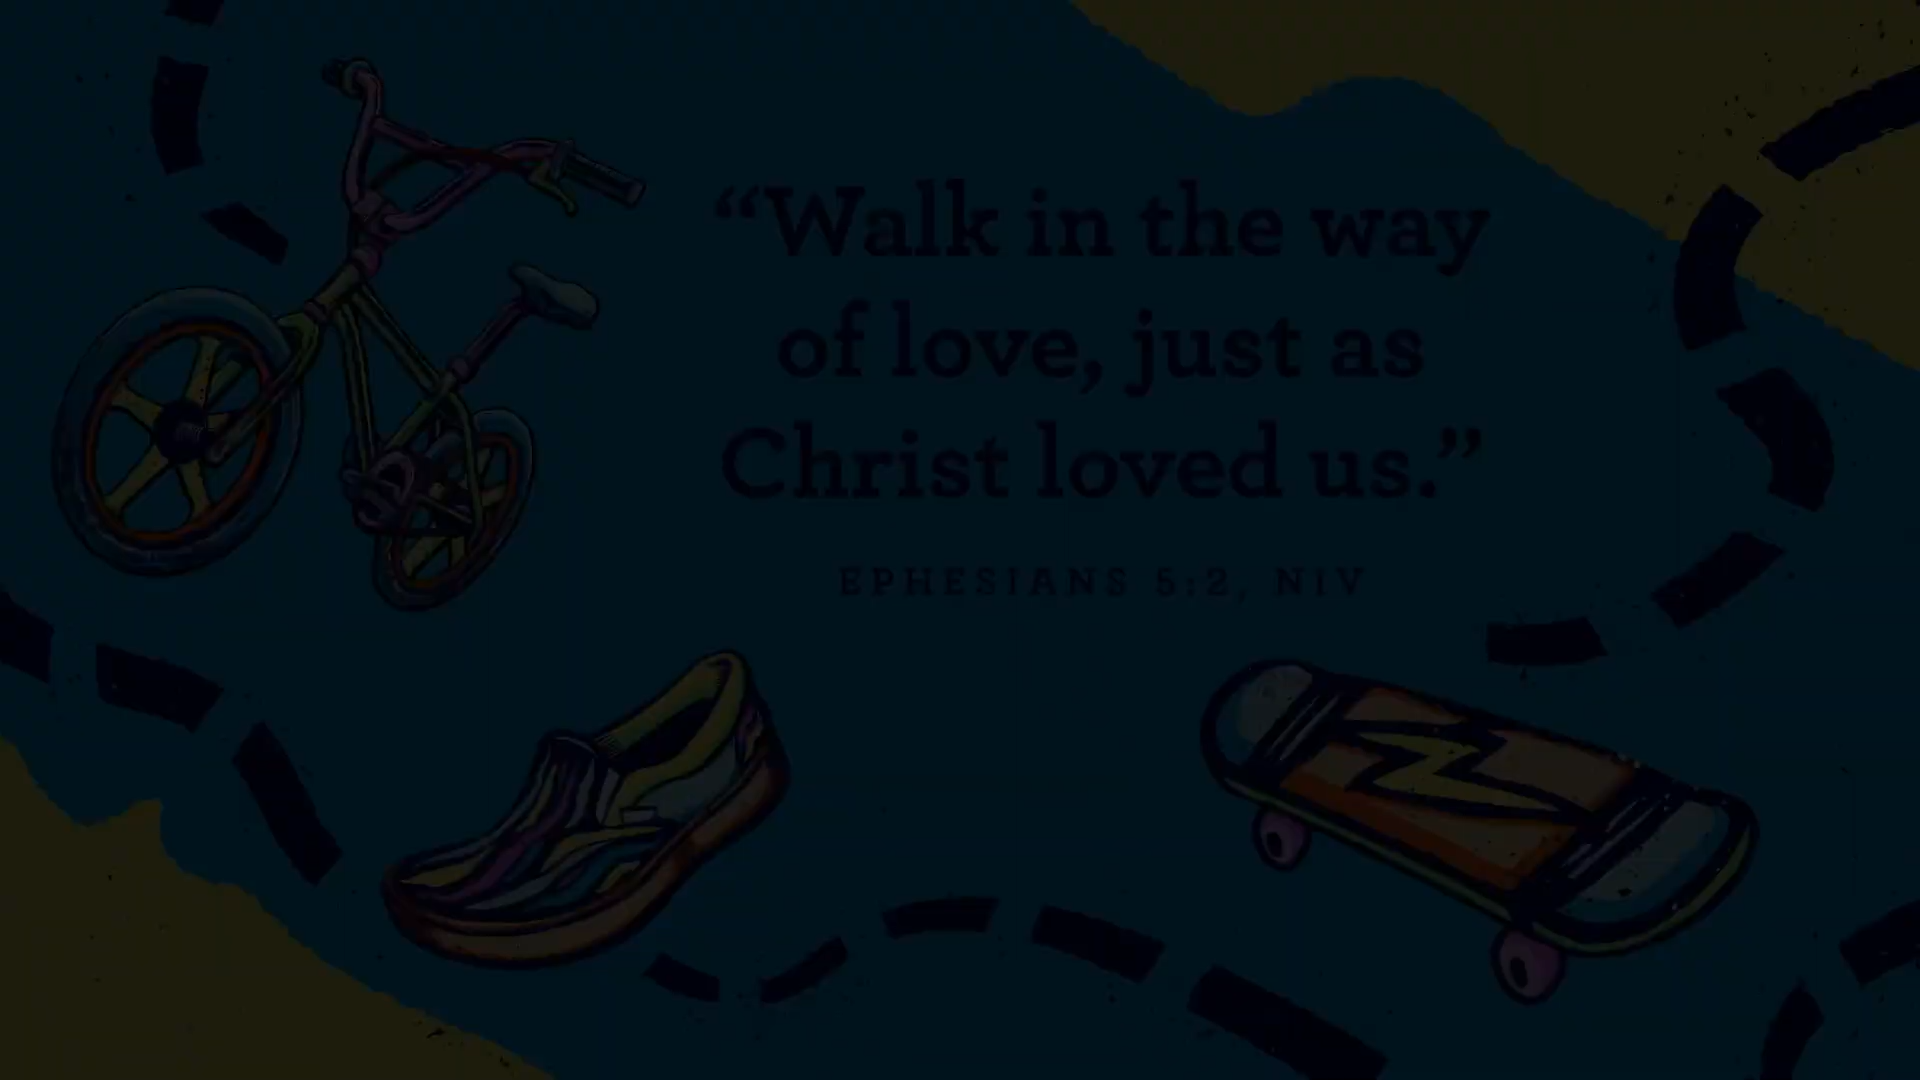 “Walk in the way
of love, just as
Christ loved us.”
EPHESIANS 5:2, NIV